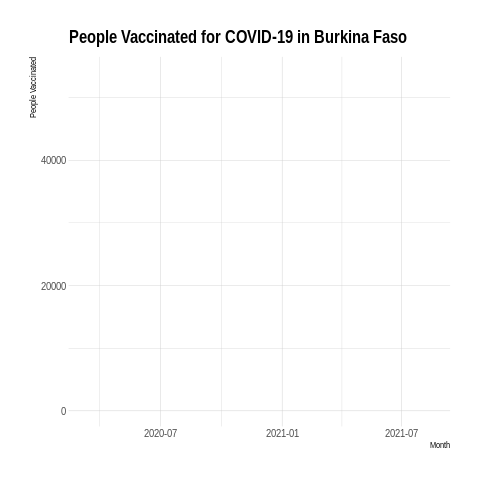 People Vaccinated for COVID-19 in Burkina Faso
People Vaccinated
40000
20000
0
2020-07 2021-01 2021-07
Month